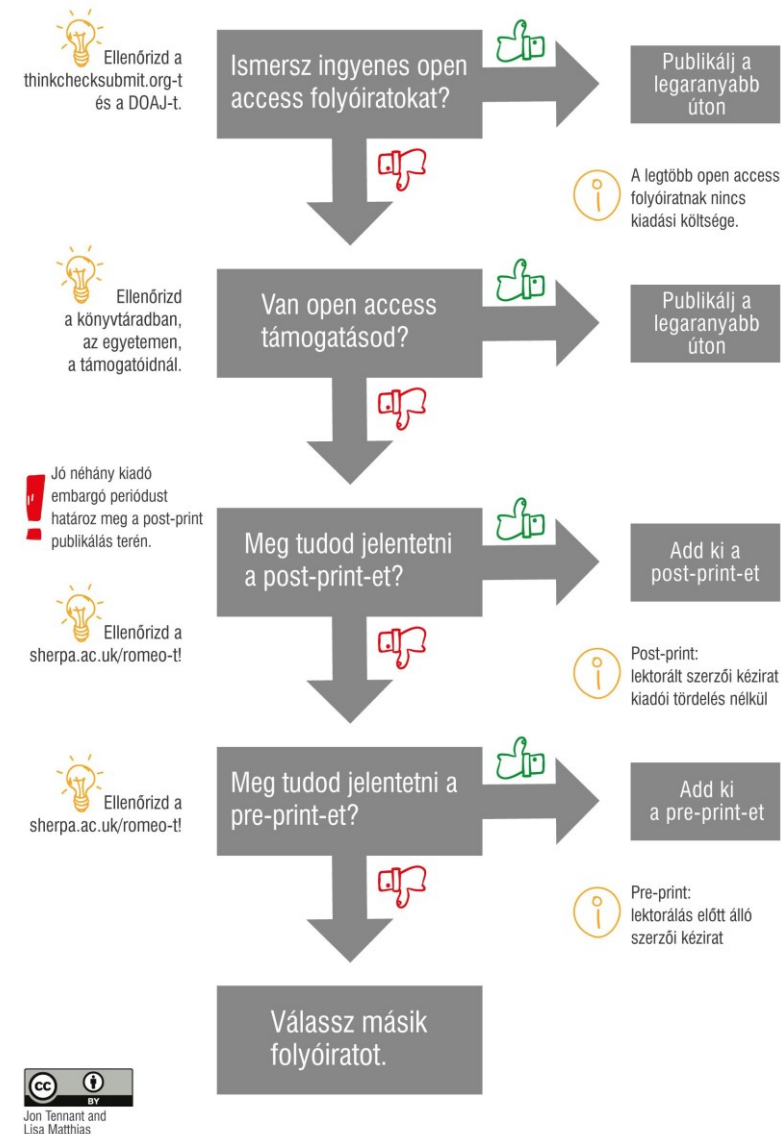 Ellenőrizd a
thinkchecksubmit.org-t
és a DOAJ-t.
Ismersz ingyenes open
access folyóiratokat?
Publikálj a
legaranyabb
úton
A legtöbb open access
folyóiratnak nincs
kiadási költsége.
Ellenőrizd
a könyvtáradban,
az egyetemen,
a támogatóidnál.
Van open access
támogatásod?
Publikálj a
legaranyabb
úton
Jó néhány kiadó
embargó periódust
határoz meg a post-print
publikálás terén.
Ellenőrizd a
sherpa.ac.uk/romeo-t!
Meg tudod jelentetni
a post-print-et?
Add ki a
post-print-et
Post-print:
lektorált szerzői kézirat
kiadói tördelés nélkül
Ellenőrizd a
sherpa.ac.uk/romeo-t!
Meg tudod jelentetni a
pre-print-et?
Add ki
a pre-print-et
Pre-print:
lektorálás előtt álló
szerzői kézirat
Válassz másik
folyóiratot.
cc
BY
Jon Tennant and
Lisa Matthias